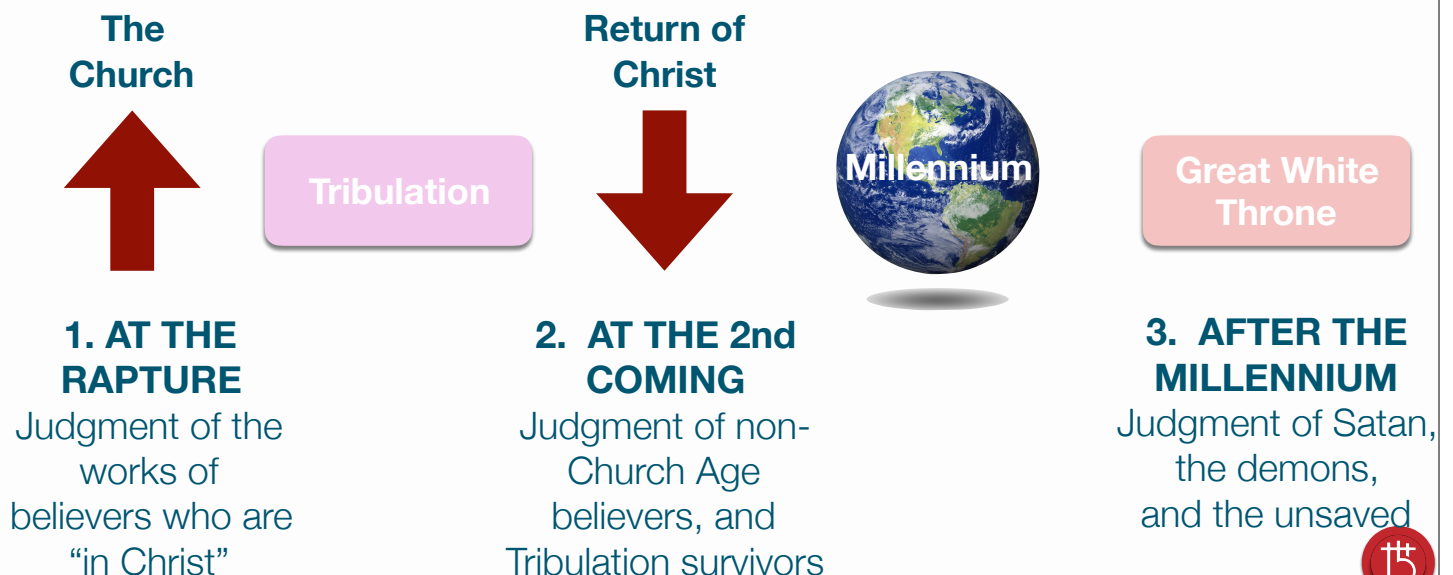 The
Church
Return of
Christ
Tribulation
Millennium
Great White
Throne
1. AT THE
RAPTURE
Judgment of the
works of
believers who are
“in Christ”
2. AT THE 2nd
COMING
Judgment of non-
Church Age
believers, and
Tribulation survivors
3. AFTER THE
MILLENNIUM
Judgment of Satan,
the demons,
and the unsaved